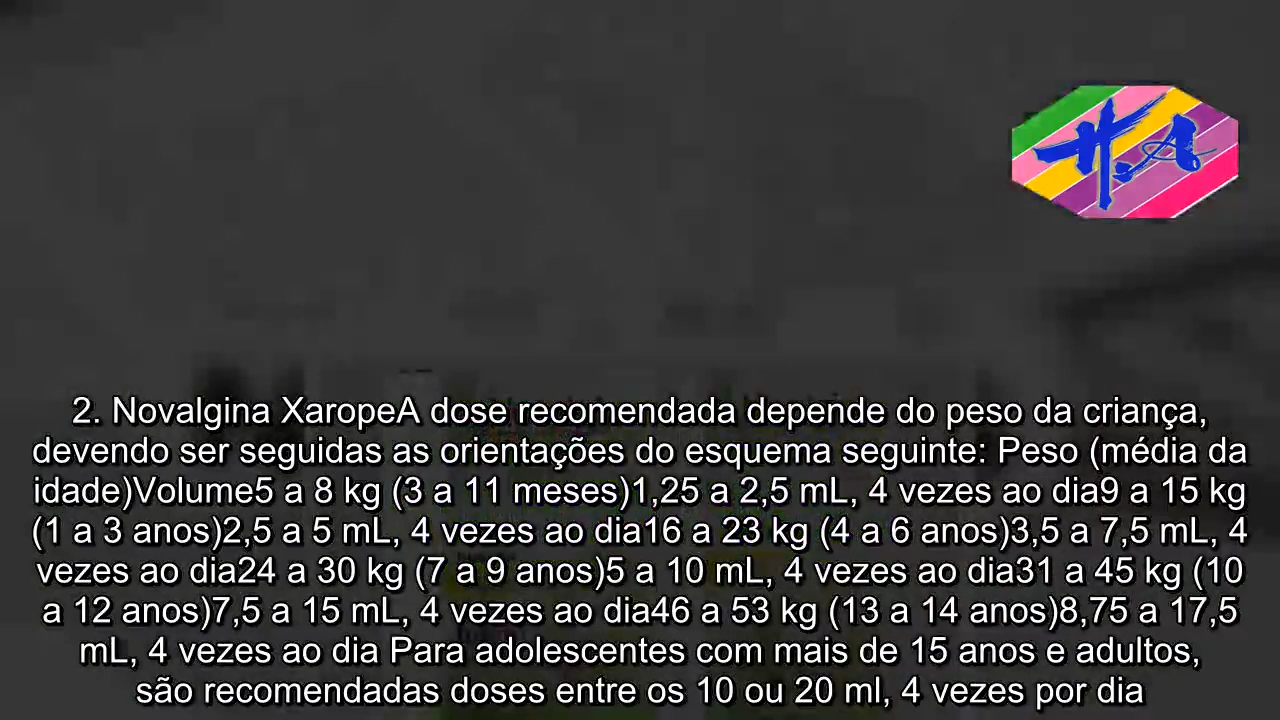 H.A
2. Novalgina XaropeA dose recomendada depende do peso da criança,
devendo ser seguidas as orientações do esquema seguinte: Peso (média da
idade)Volume5 a 8 kg (3 a 11 meses)1,25 a 2,5 mL, 4 vezes ao dia9 a 15 kg
(1 a 3 anos)2,5 a 5 mL, 4 vezes ao dia16 a 23 kg (4 a 6 anos)3,5 a 7,5 mL, 4
vezes ao dia24 a 30 kg (7 a 9 anos)5 a 10 mL, 4 vezes ao dia31 a 45 kg (10
a 12 anos)7,5 a 15 mL, 4 vezes ao dia46 a 53 kg (13 a 14 anos)8,75 a 17,5
mL, 4 vezes ao dia Para adolescentes com mais de 15 anos e adultos,
são recomendadas doses entre os 10 ou 20 ml, 4 vezes por dia